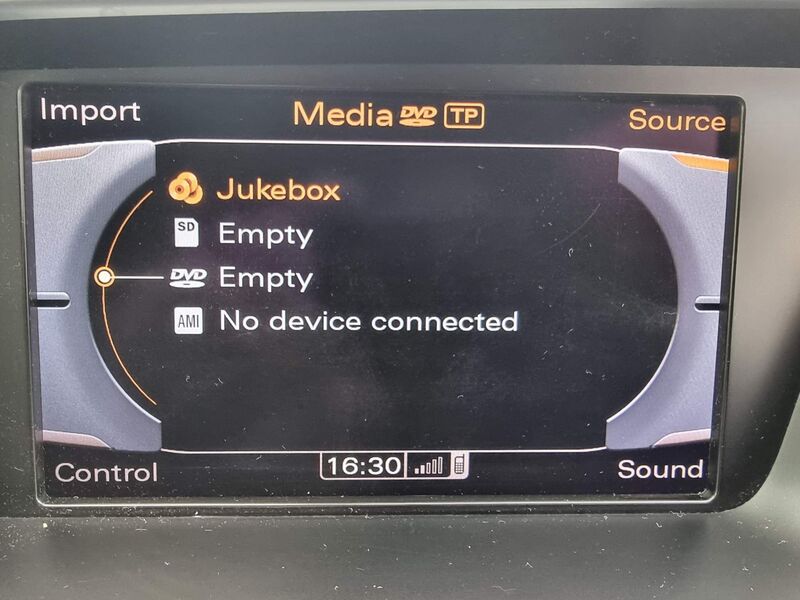 Import
Media DVD TP
Source
Jukebox
SD Empty
DVD Empty
AMI No device connected
Control
16:30
Sound